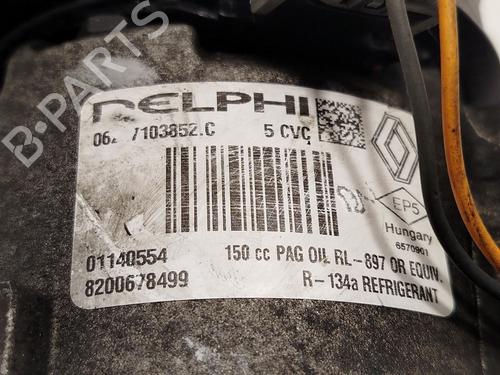 DELPHI
7103852.C 5 CVC
EP5
Hungary
6570901
01140554 150 cc PAG OIL RL-897 OR EQUIV.
8200678499 R-134a REFRIGERANT
B-PARTS